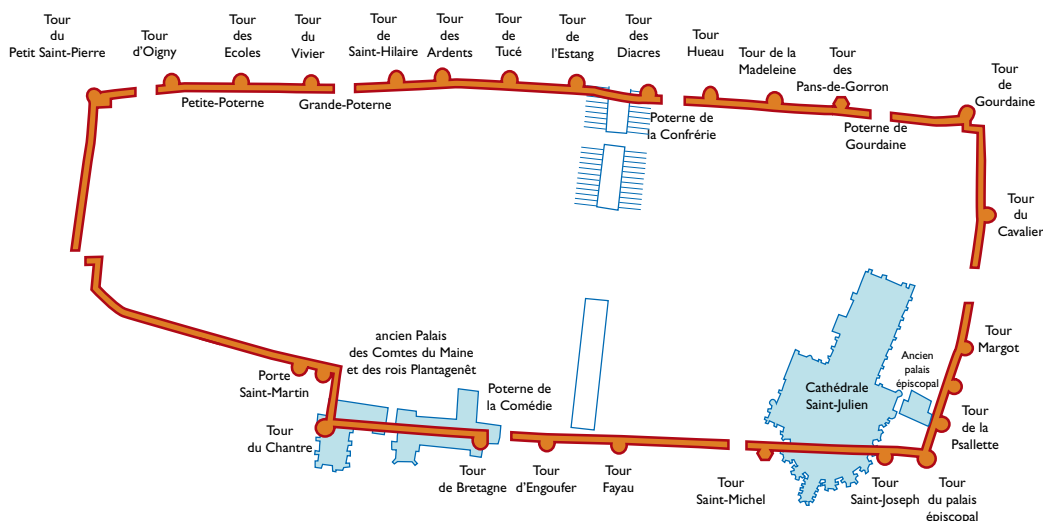 Tour
du
Petit Saint-Pierre
Tour
d'Oigny
Tour
des
Ecoles
Tour
du
Vivier
Tour
de
Saint-Hilaire
Tour
des
Ardents
Tour
de
Tucé
Tour
de
l'Estang
Tour
des
Diacres
Tour
Hueau
Tour de la
Madeleine
Tour
des
Pans-de-Gorron
Tour
de
Gourdaine
Petite-Poterne
Grande-Poterne
Poterne de
la Confrérie
Poterne de
Gourdaine
Tour
du
Cavalier
ancien Palais
des Comtes du Maine
et des rois Plantagenêt
Porte
Saint-Martin
Poterne de
la Comédie
Cathédrale
Saint-Julien
Ancien
palais
épiscopal
Tour
Margot
Tour
de la
Psallette
Tour
du Chantre
Tour
de Bretagne
Tour
d'Engoufer
Tour
Fayau
Tour
Saint-Michel
Tour
Saint-Joseph
Tour
du palais
épiscopal